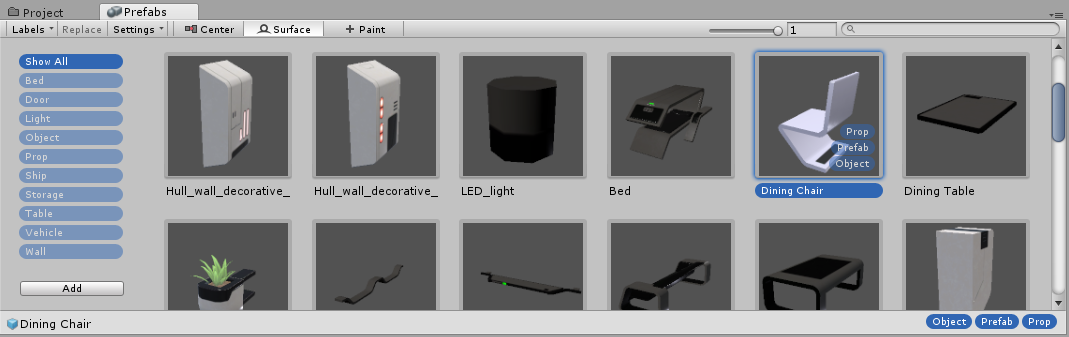 Project Prefabs
Labels Replace Settings Center Surface Paint 1
Show All
Bed
Door
Light
Object
Prop
Ship
Storage
Table
Vehicle
Wall
Add
Prop
Prefab
Object
Hull_wall_decorative_ Hull_wall_decorative_ LED_light Bed Dining Chair Dining Table
Dining Chair Object Prefab Prop